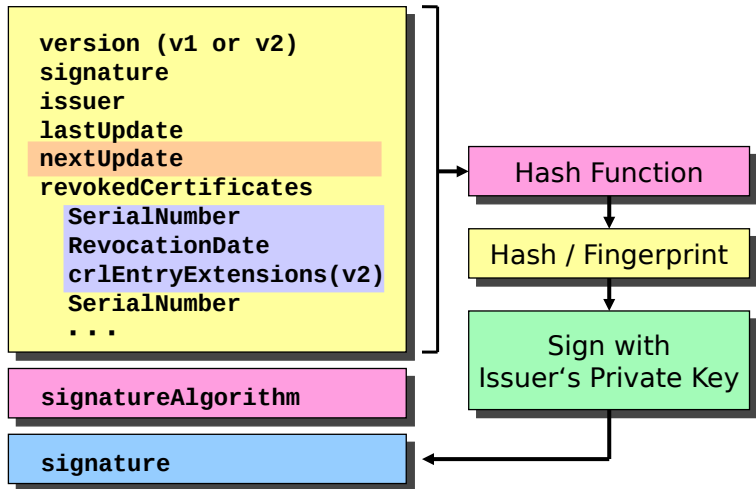 version (v1 or v2)
signature
issuer
lastUpdate
nextUpdate
revokedCertificates
SerialNumber
RevocationDate
crlEntryExtensions(v2)
SerialNumber
...
signatureAlgorithm
signature
Hash Function
Hash / Fingerprint
Sign with
Issuer‘s Private Key